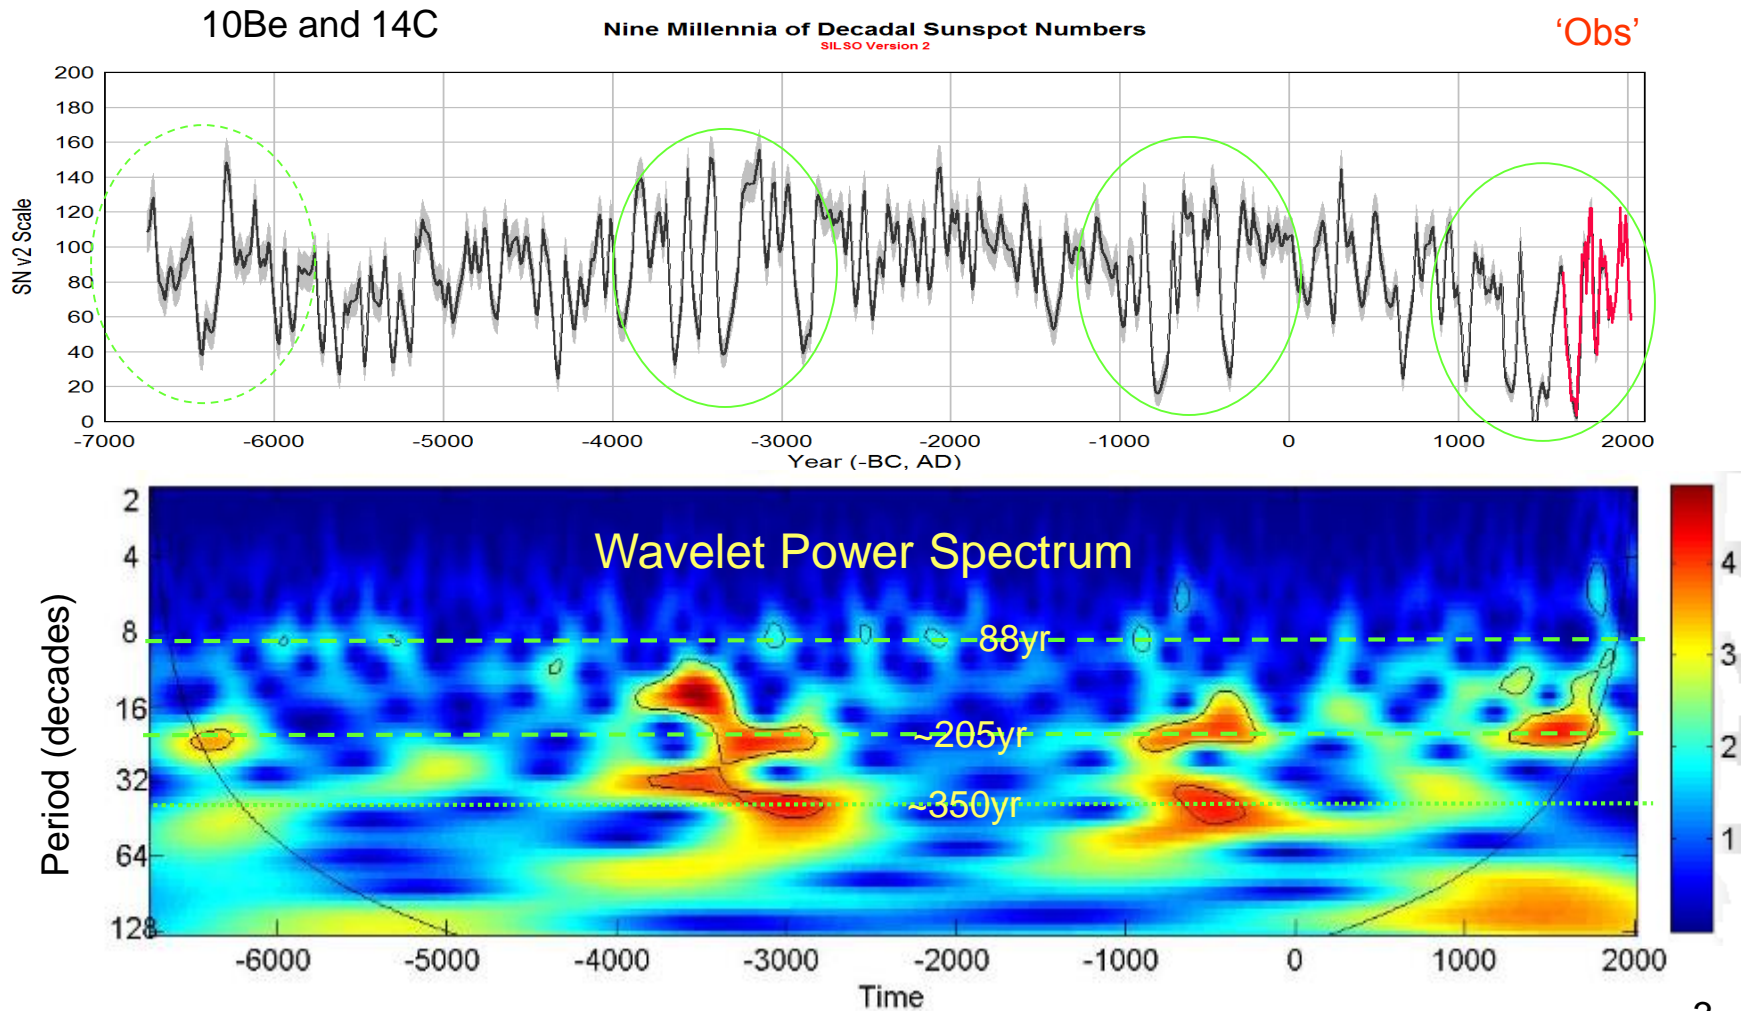 10Be and 14C
Nine Millennia of Decadal Sunspot Numbers
SILSO Version 2
‘Obs’
SN v2 Scale
200
180
160
140
120
100
80
60
40
20
0
-7000 -6000 -5000 -4000 -3000 -2000 -1000 0 1000 2000
Year (-BC, AD)
Wavelet Power Spectrum
Period (decades)
2
4
8
16
32
64
128
88yr
~205yr
~350yr
4
3
2
1
-6000 -5000 -4000 -3000 -2000 -1000 0 1000 2000
Time